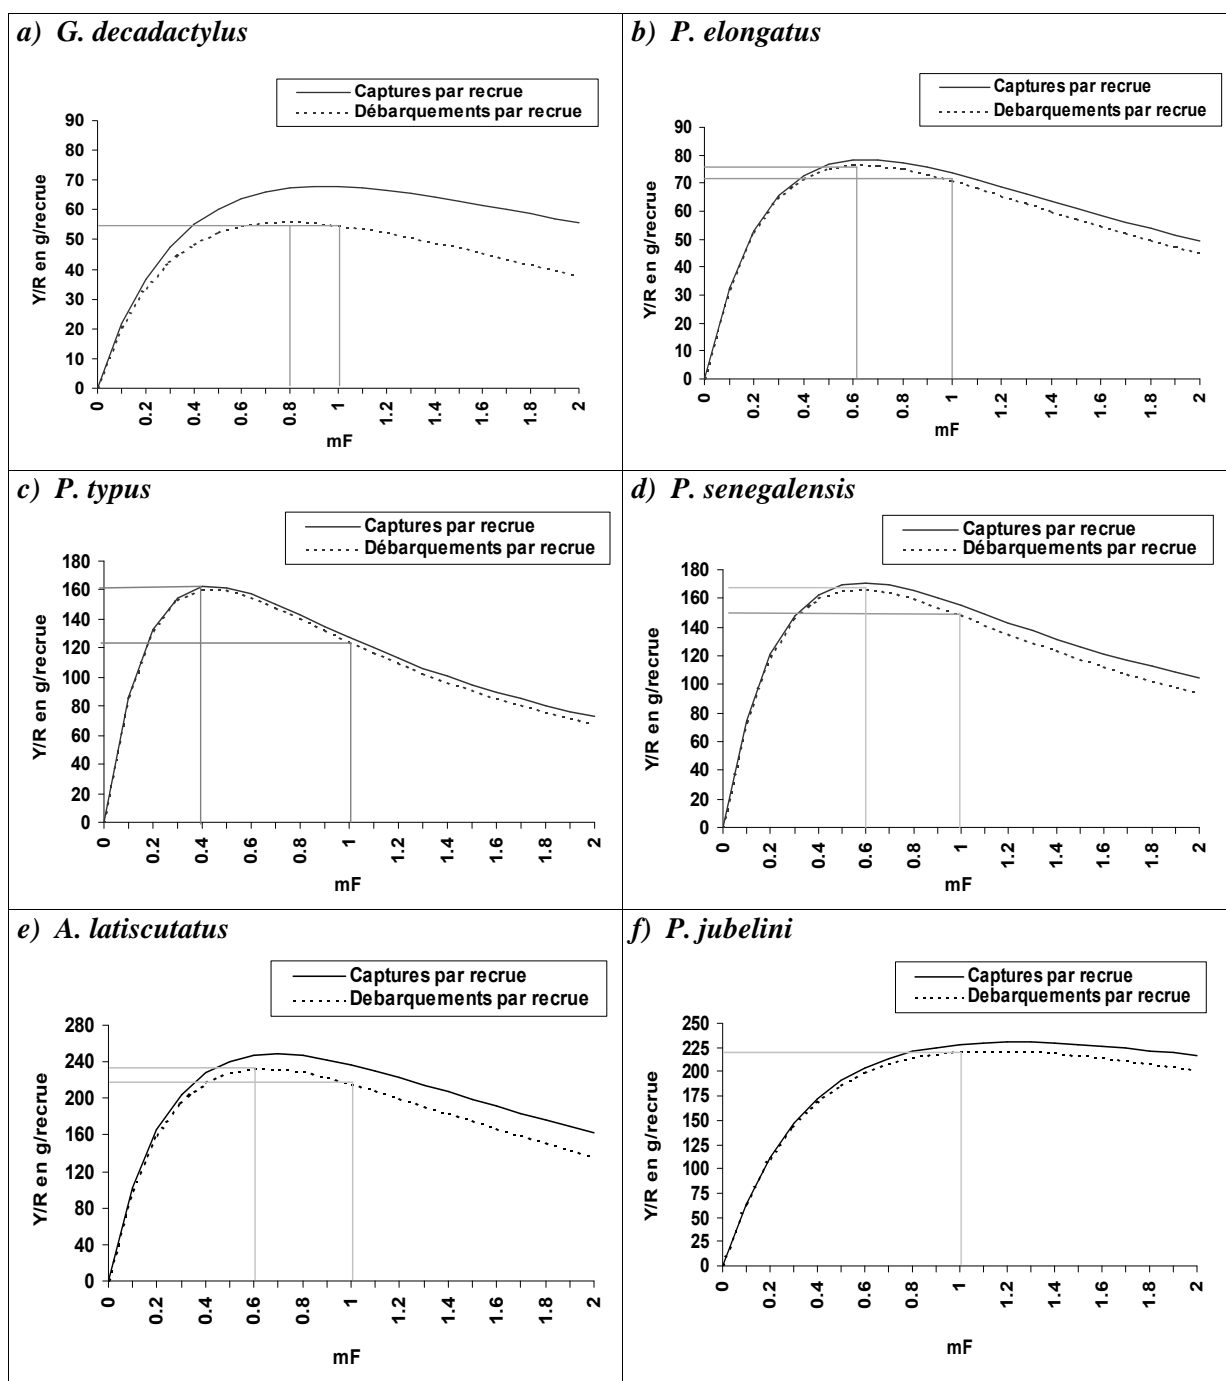 a) G. decadactylus
Captures par recrue
Débarquements par recrue
90
80
70
60
50
40
30
20
10
0
Y/R en g/recrue
0 0.2 0.4 0.6 0.8 1 1.2 1.4 1.6 1.8 2
mF
b) P. elongatus
Captures par recrue
Debarquements par recrue
90
80
70
60
50
40
30
20
10
0
Y/R en g/recrue
0 0.2 0.4 0.6 0.8 1 1.2 1.4 1.6 1.8 2
mF
c) P. typus
Captures par recrue
Débarquements par recrue
180
160
140
120
100
80
60
40
20
0
Y/R en g/recrue
0 0.2 0.4 0.6 0.8 1 1.2 1.4 1.6 1.8 2
mF
d) P. senegalensis
Captures par recrue
Débarquements par recrue
180
160
140
120
100
80
60
40
20
0
Y/R en g/recrue
0 0.2 0.4 0.6 0.8 1 1.2 1.4 1.6 1.8 2
mF
e) A. latiscutatus
Captures par recrue
Debarquements par recrue
280
240
200
160
120
80
40
0
Y/R en g/recrue
0 0.2 0.4 0.6 0.8 1 1.2 1.4 1.6 1.8 2
mF
f) P. jubelini
Captures par recrue
Debarquements par recrue
250
225
200
175
150
125
100
75
50
25
0
Y/R en g/recrue
0 0.2 0.4 0.6 0.8 1 1.2 1.4 1.6 1.8 2
mF